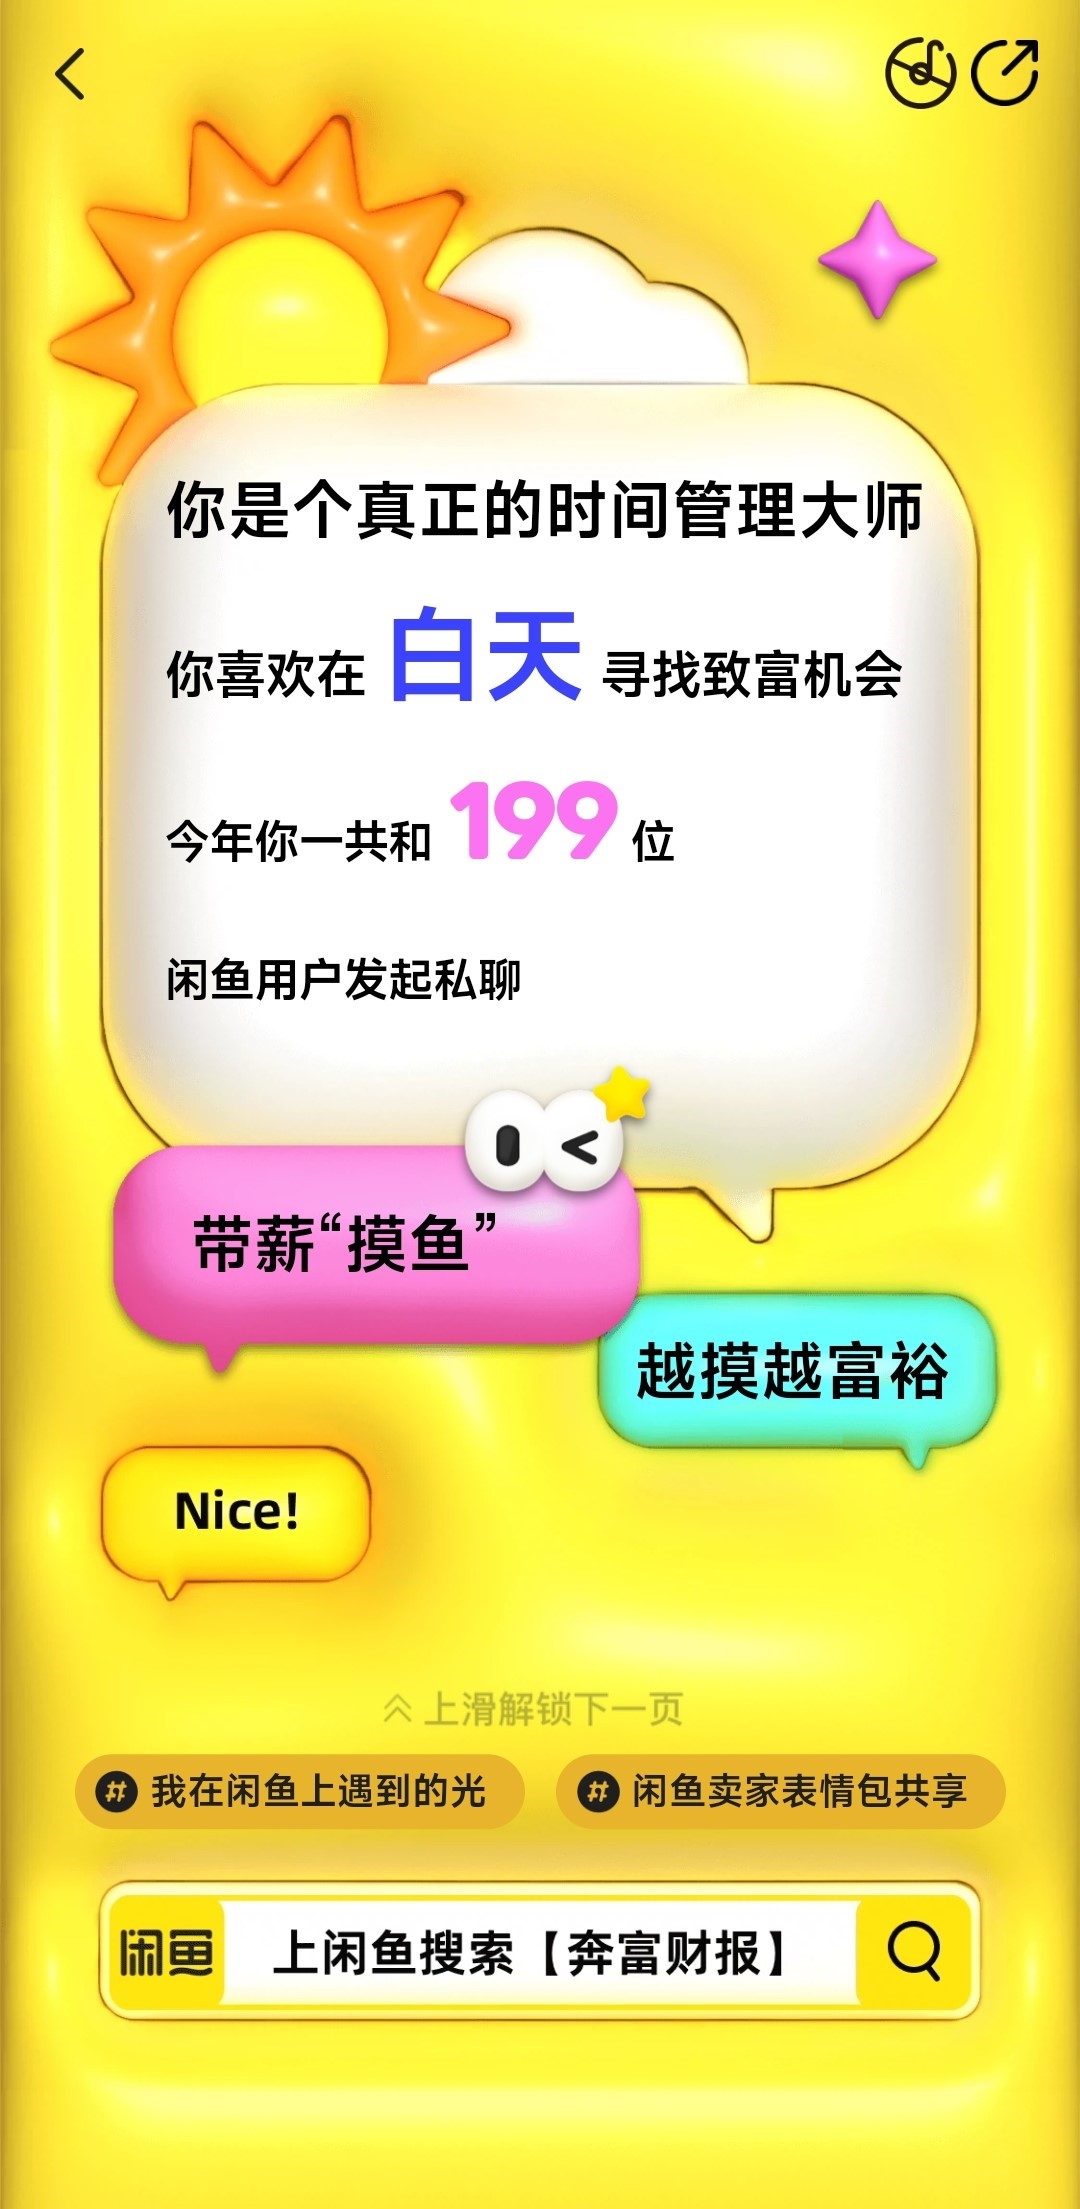 你是个真正的时间管理大师
你喜欢在 白天 寻找致富机会
今年你一共和 199 位
闲鱼用户发起私聊
带薪“摸鱼”
越摸越富裕
Nice!
上滑解锁下一页
# 我在闲鱼上遇到的光
# 闲鱼卖家表情包共享
闲鱼 上闲鱼搜索【奔富财报】